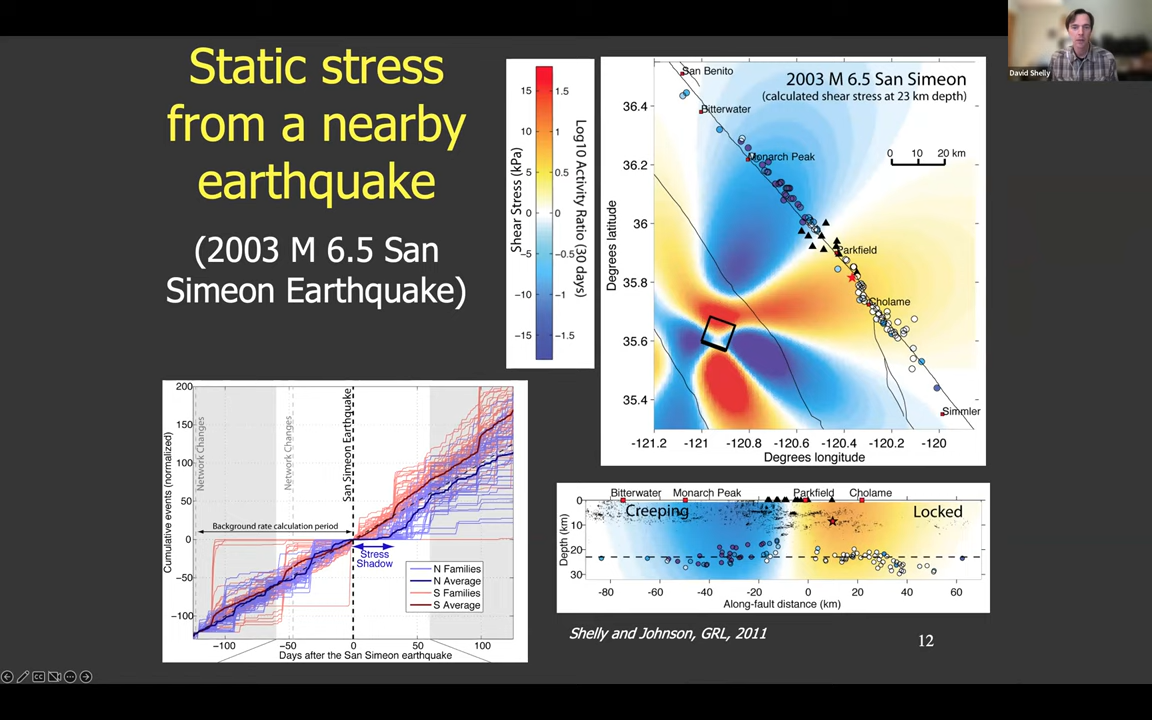 Static stress
from a nearby
earthquake
(2003 M 6.5 San
Simeon Earthquake)
David Shelly
Shear Stress (kPa)
Log10 Activity Ratio (30 days)
15
10
5
0
−5
−10
−15
1.5
1
0.5
0
−0.5
−1
−1.5
2003 M 6.5 San Simeon
(calculated shear stress at 23 km depth)
0 10 20 km
San Benito
Bitterwater
Monarch Peak
Parkfield
Cholame
Simmler
Degrees latitude
36.4
36.2
36
35.8
35.6
35.4
-121.2 -121 -120.8 -120.6 -120.4 -120.2 -120
Degrees longitude
Cumulative events (normalized)
200
150
100
50
0
−50
−100
Network Changes
Network Changes
San Simeon Earthquake
Background rate calculation period
Stress
Shadow
N Families
N Average
S Families
S Average
−100 −50 0 50 100
Days after the San Simeon earthquake
Bitterwater Monarch Peak Parkfield Cholame
Creeping Locked
Depth (km)
0
10
20
30
-80 -60 -40 -20 0 20 40 60
Along-fault distance (km)
Shelly and Johnson, GRL, 2011
12
CC